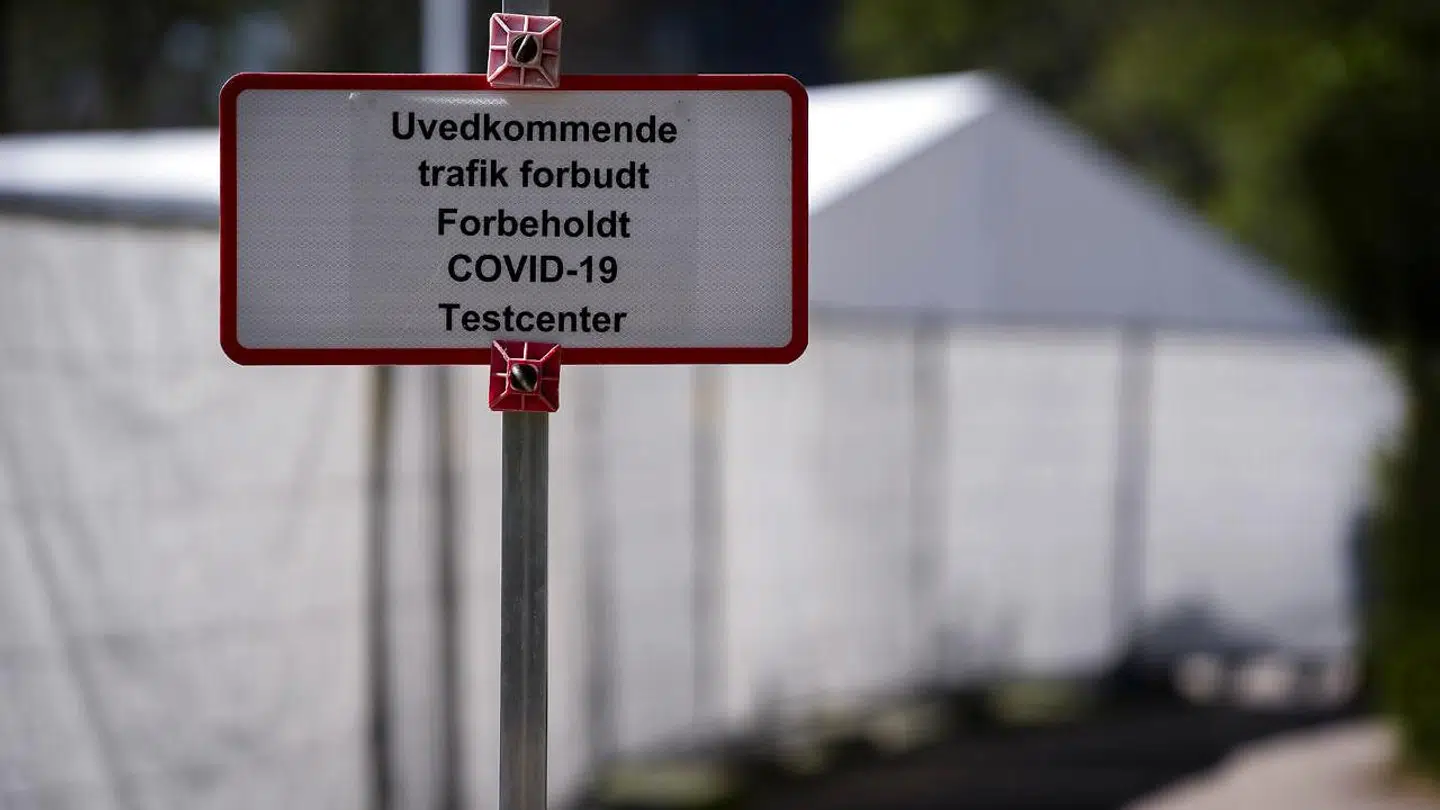 Uvedkommende
trafik forbudt
Forbeholdt
COVID-19
Testcenter